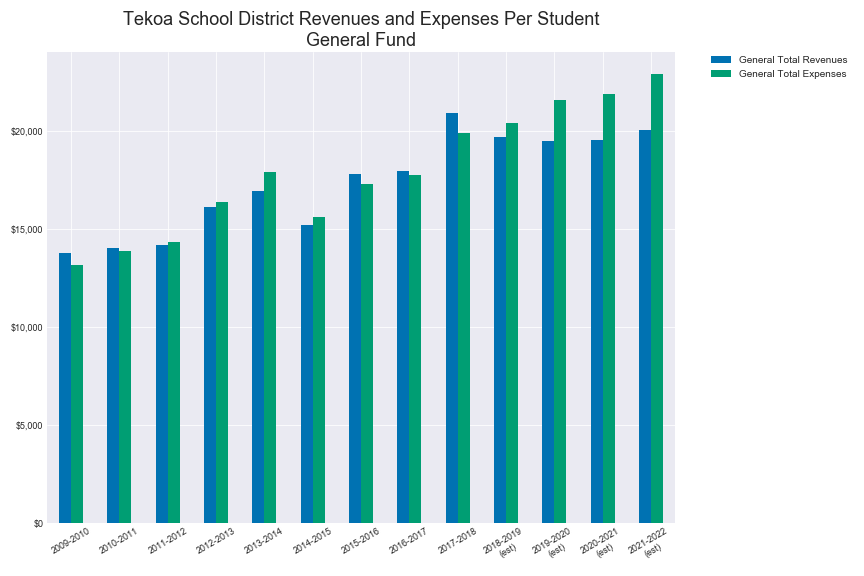 Tekoa School District Revenues and Expenses Per Student
General Fund
General Total Revenues
General Total Expenses
$20,000
$15,000
$10,000
$5,000
$0
2009-2010
2010-2011
2011-2012
2012-2013
2013-2014
2014-2015
2015-2016
2016-2017
2017-2018
2018-2019
(est)
2019-2020
(est)
2020-2021
(est)
2021-2022
(est)